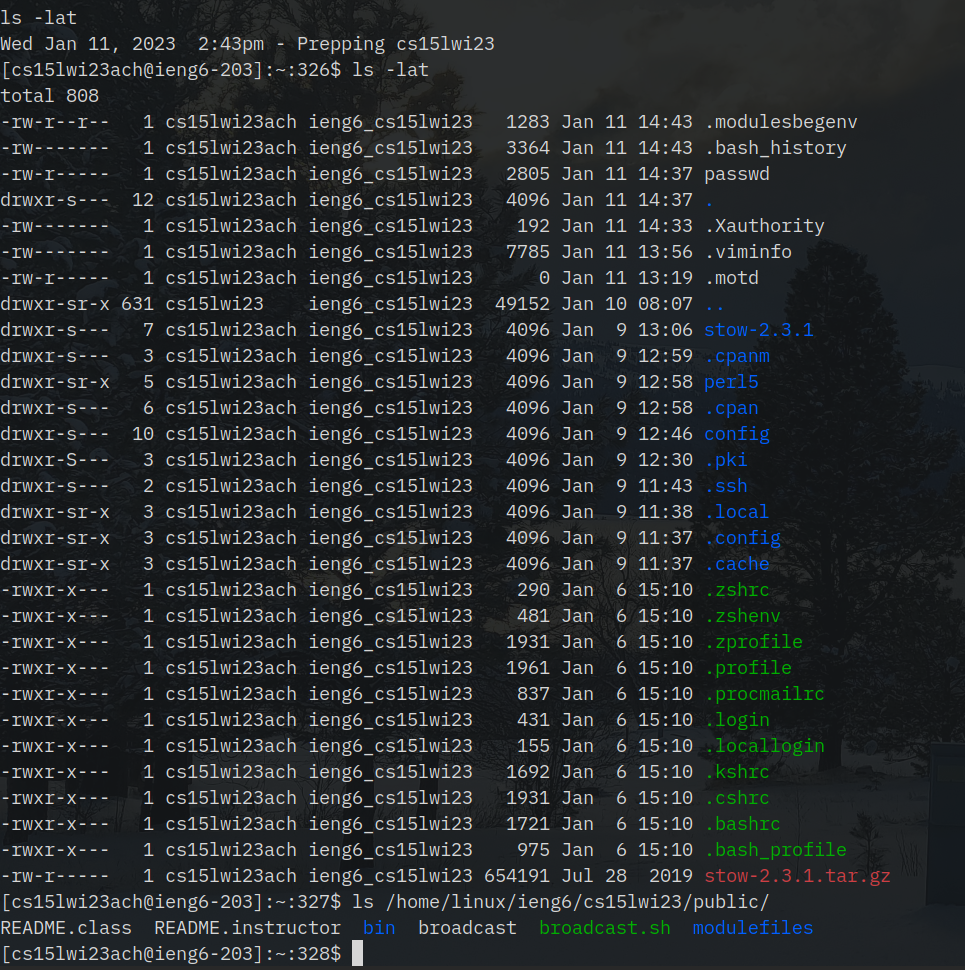 ls -lat
Wed Jan 11, 2023  2:43pm - Prepping cs15lwi23
[cs15lwi23ach@ieng6-203]:~:326$ ls -lat
total 808
-rw-r--r--   1 cs15lwi23ach ieng6_cs15lwi23   1283 Jan 11 14:43 .modulesbegenv
-rw-------   1 cs15lwi23ach ieng6_cs15lwi23   3364 Jan 11 14:43 .bash_history
-rw-r-----   1 cs15lwi23ach ieng6_cs15lwi23   2805 Jan 11 14:37 passwd
drwxr-s---  12 cs15lwi23ach ieng6_cs15lwi23   4096 Jan 11 14:37 .
-rw-------   1 cs15lwi23ach ieng6_cs15lwi23    192 Jan 11 14:33 .Xauthority
-rw-------   1 cs15lwi23ach ieng6_cs15lwi23   7785 Jan 11 13:56 .viminfo
-rw-r-----   1 cs15lwi23ach ieng6_cs15lwi23      0 Jan 11 13:19 .motd
drwxr-sr-x 631 cs15lwi23    ieng6_cs15lwi23  49152 Jan 10 08:07 ..
drwxr-s---   7 cs15lwi23ach ieng6_cs15lwi23   4096 Jan  9 13:06 stow-2.3.1
drwxr-s---   3 cs15lwi23ach ieng6_cs15lwi23   4096 Jan  9 12:59 .cpanm
drwxr-sr-x   5 cs15lwi23ach ieng6_cs15lwi23   4096 Jan  9 12:58 perl5
drwxr-s---   6 cs15lwi23ach ieng6_cs15lwi23   4096 Jan  9 12:58 .cpan
drwxr-s---  10 cs15lwi23ach ieng6_cs15lwi23   4096 Jan  9 12:46 config
drwxr-S---   3 cs15lwi23ach ieng6_cs15lwi23   4096 Jan  9 12:30 .pki
drwxr-s---   2 cs15lwi23ach ieng6_cs15lwi23   4096 Jan  9 11:43 .ssh
drwxr-sr-x   3 cs15lwi23ach ieng6_cs15lwi23   4096 Jan  9 11:38 .local
drwxr-sr-x   3 cs15lwi23ach ieng6_cs15lwi23   4096 Jan  9 11:37 .config
drwxr-sr-x   3 cs15lwi23ach ieng6_cs15lwi23   4096 Jan  9 11:37 .cache
-rwxr-x---   1 cs15lwi23ach ieng6_cs15lwi23    290 Jan  6 15:10 .zshrc
-rwxr-x---   1 cs15lwi23ach ieng6_cs15lwi23    481 Jan  6 15:10 .zshenv
-rwxr-x---   1 cs15lwi23ach ieng6_cs15lwi23   1931 Jan  6 15:10 .zprofile
-rwxr-x---   1 cs15lwi23ach ieng6_cs15lwi23   1961 Jan  6 15:10 .profile
-rwxr-x---   1 cs15lwi23ach ieng6_cs15lwi23    837 Jan  6 15:10 .procmailrc
-rwxr-x---   1 cs15lwi23ach ieng6_cs15lwi23    431 Jan  6 15:10 .login
-rwxr-x---   1 cs15lwi23ach ieng6_cs15lwi23    155 Jan  6 15:10 .locallogin
-rwxr-x---   1 cs15lwi23ach ieng6_cs15lwi23   1692 Jan  6 15:10 .kshrc
-rwxr-x---   1 cs15lwi23ach ieng6_cs15lwi23   1931 Jan  6 15:10 .cshrc
-rwxr-x---   1 cs15lwi23ach ieng6_cs15lwi23   1721 Jan  6 15:10 .bashrc
-rwxr-x---   1 cs15lwi23ach ieng6_cs15lwi23    975 Jan  6 15:10 .bash_profile
-rw-r-----   1 cs15lwi23ach ieng6_cs15lwi23 654191 Jul 28  2019 stow-2.3.1.tar.gz
[cs15lwi23ach@ieng6-203]:~:327$ ls /home/linux/ieng6/cs15lwi23/public/
README.class  README.instructor  bin  broadcast  broadcast.sh  modulefiles
[cs15lwi23ach@ieng6-203]:~:328$